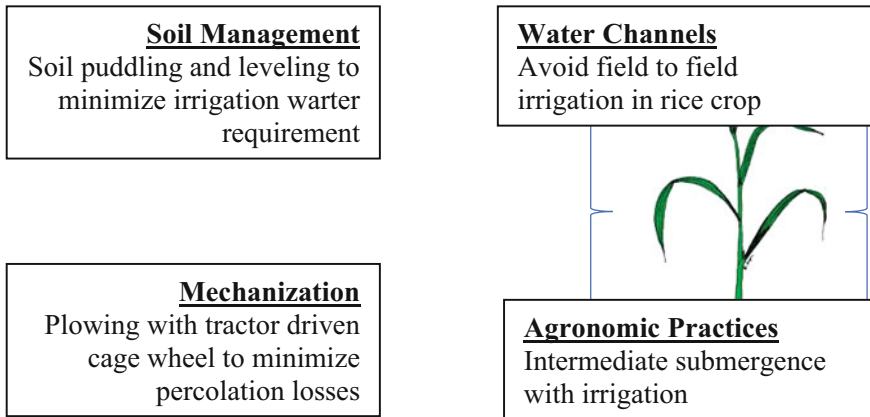 Soil Management
Soil puddling and leveling to
minimize irrigation warter
requirement
Water Channels
Avoid field to field
irrigation in rice crop
Mechanization
Plowing with tractor driven
cage wheel to minimize
percolation losses
Agronomic Practices
Intermediate submergence
with irrigation